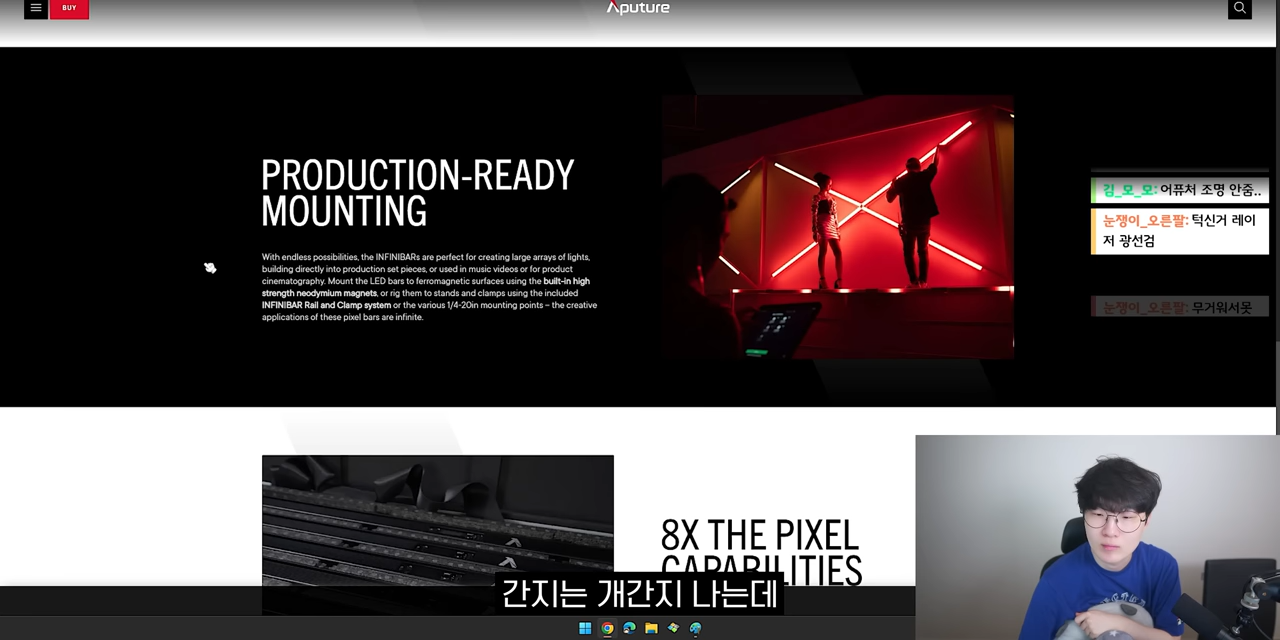 BUY
Aputure
PRODUCTION-READY
MOUNTING
With endless possibilities, the INFINIBARs are perfect for creating large arrays of lights,
building directly into production set pieces, or used in music videos or for product
cinematography. Mount the LED bars to ferromagnetic surfaces using the built-in high
strength neodymium magnets, or rig them to stands and clamps using the included
INFINIBAR Rail and Clamp system or the various 1/4-20in mounting points – the creative
applications of these pixel bars are infinite.
김_모_모: 어퓨처 조명 안줌..
눈쟁이_오른팔: 턱신거 레이
저 광선검
눈쟁이_오른팔: 무거워서못
8X THE PIXEL
CAPABILITIES
간지는 개간지 나는데